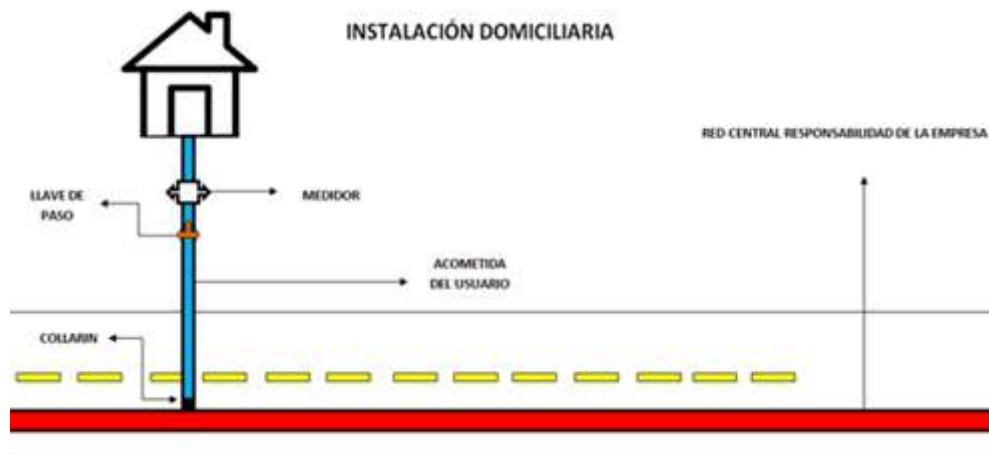 INSTALACIÓN DOMICILIARIA
RED CENTRAL RESPONSABILIDAD DE LA EMPRESA
LLAVE DE
PASO
MEDIDOR
ACOMETIDA
DEL USUARIO
COLLARIN